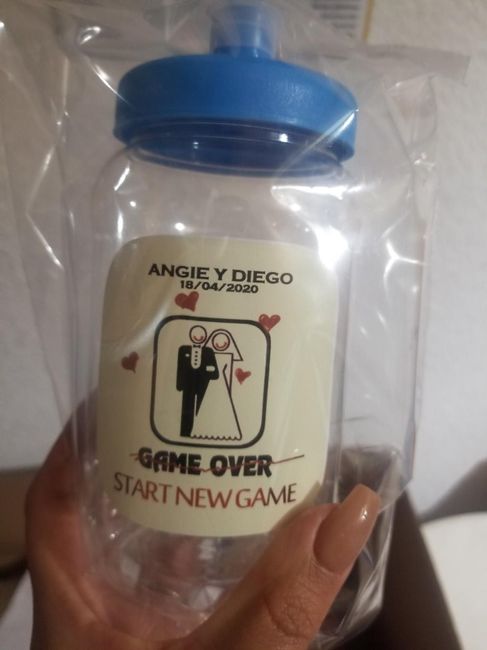 ANGIE Y DIEGO
18/04/2020
GAME OVER
START NEW GAME